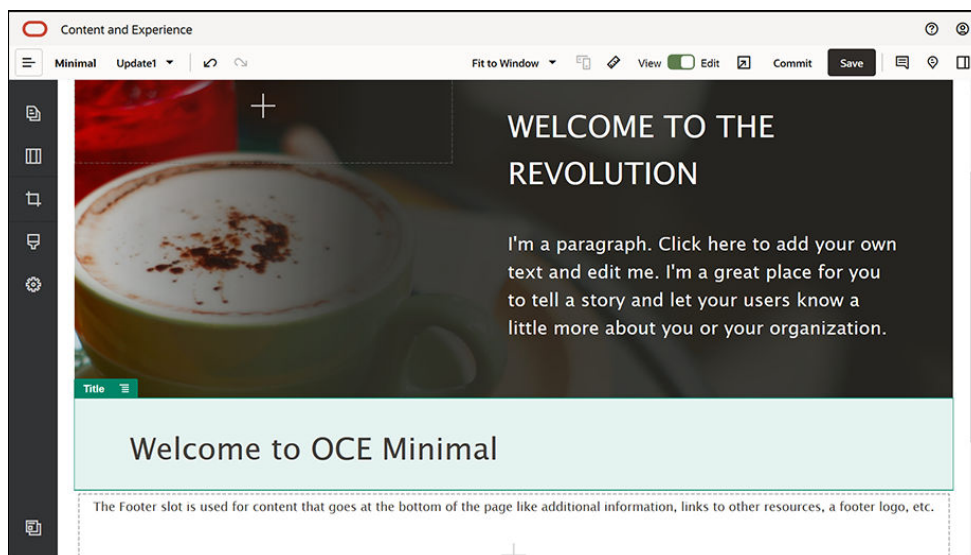 Content and Experience
Minimal Update1 Fit to Window View Edit Commit Save
WELCOME TO THE
REVOLUTION
I'm a paragraph. Click here to add your own
text and edit me. I'm a great place for you
to tell a story and let your users know a
little more about you or your organization.
Title
Welcome to OCE Minimal
The Footer slot is used for content that goes at the bottom of the page like additional information, links to other resources, a footer logo, etc.